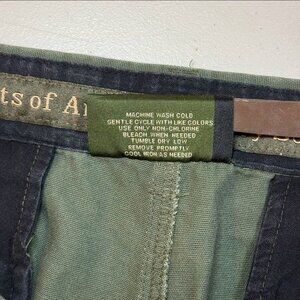 ts of Am
MACHINE WASH COLD
GENTLE CYCLE WITH LIKE COLORS
USE ONLY NON-CHLORINE
BLEACH WHEN NEEDED
TUMBLE DRY LOW
REMOVE PROMPTLY
COOL IRON AS NEEDED